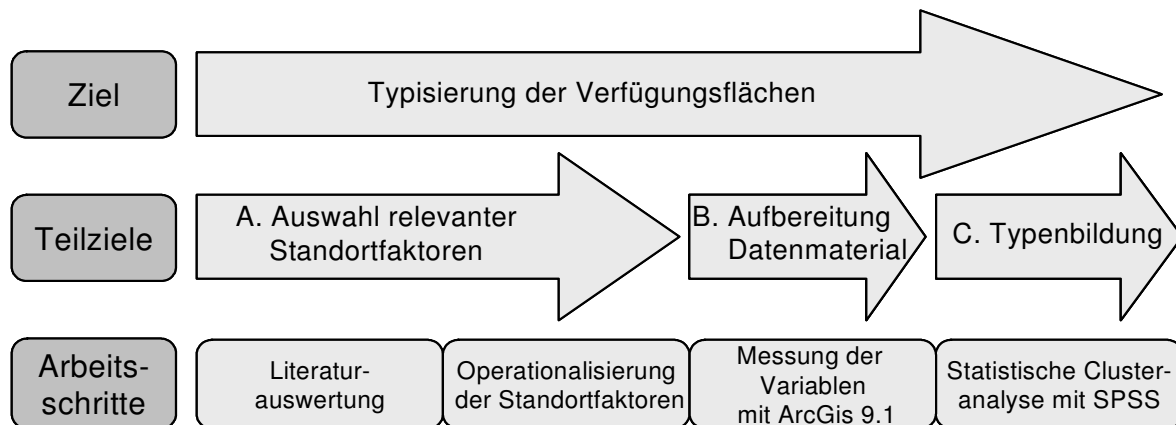 Ziel
Typisierung der Verfügungsflächen
Teilziele
A. Auswahl relevanter
Standortfaktoren
B. Aufbereitung
Datenmaterial
C. Typenbildung
Arbeits-
schritte
Literatur-
auswertung
Operationalisierung
der Standortfaktoren
Messung der
Variablen
mit ArcGis 9.1
Statistische Cluster-
analyse mit SPSS